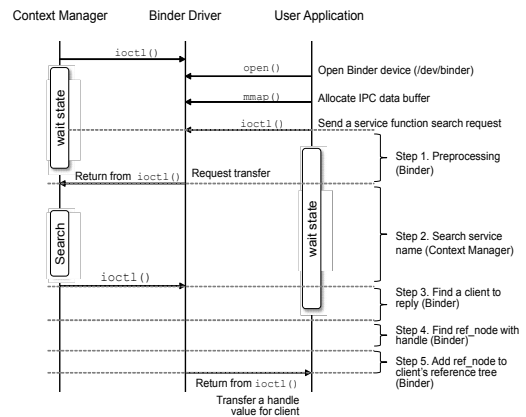 Context Manager
Binder Driver
User Application
ioctl()
open()
Open Binder device (/dev/binder)
mmap()
Allocate IPC data buffer
wait state
ioctl()
Send a service function search request
Step 1. Preprocessing
(Binder)
Return from ioctl()
Request transfer
wait state
Search
Step 2. Search service
name (Context Manager)
ioctl()
Step 3. Find a client to
reply (Binder)
Step 4. Find ref_node with
handle (Binder)
Step 5. Add ref_node to
client's reference tree
(Binder)
Return from ioctl()
Transfer a handle
value for client